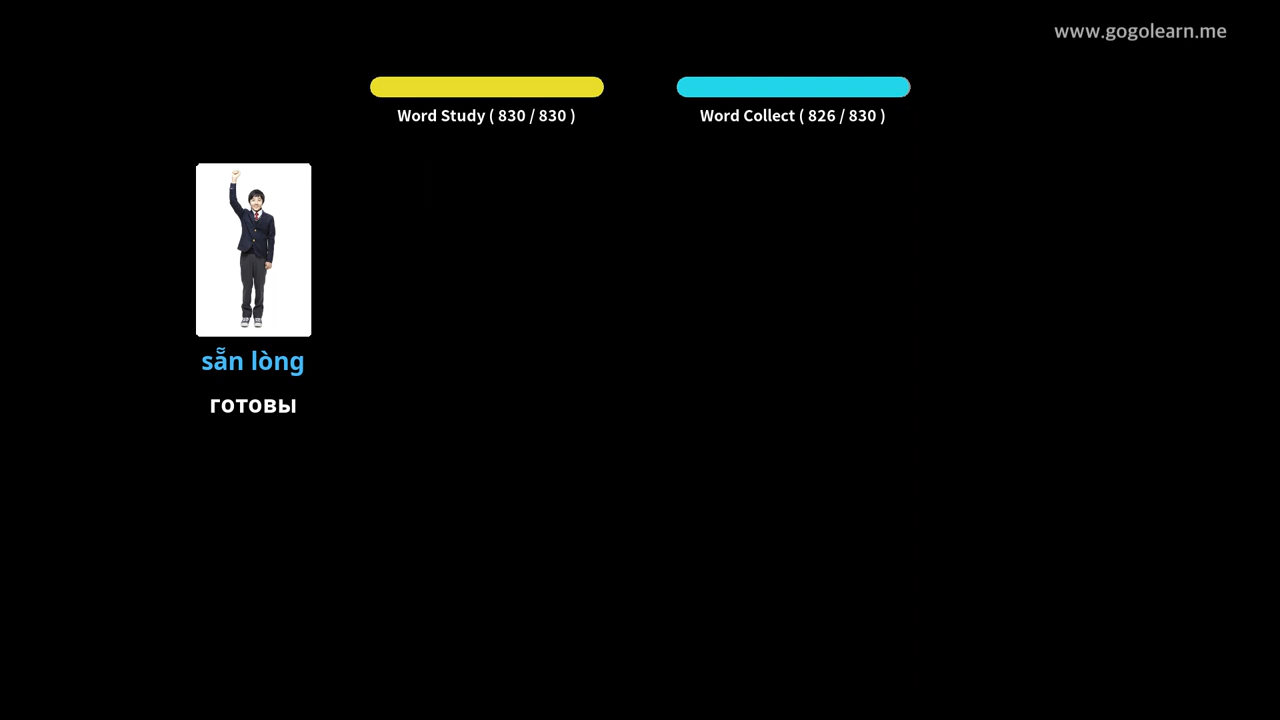 www.gogolearn.me
Word Study ( 830 / 830 )
Word Collect ( 826 / 830 )
sẵn lòng
готовы